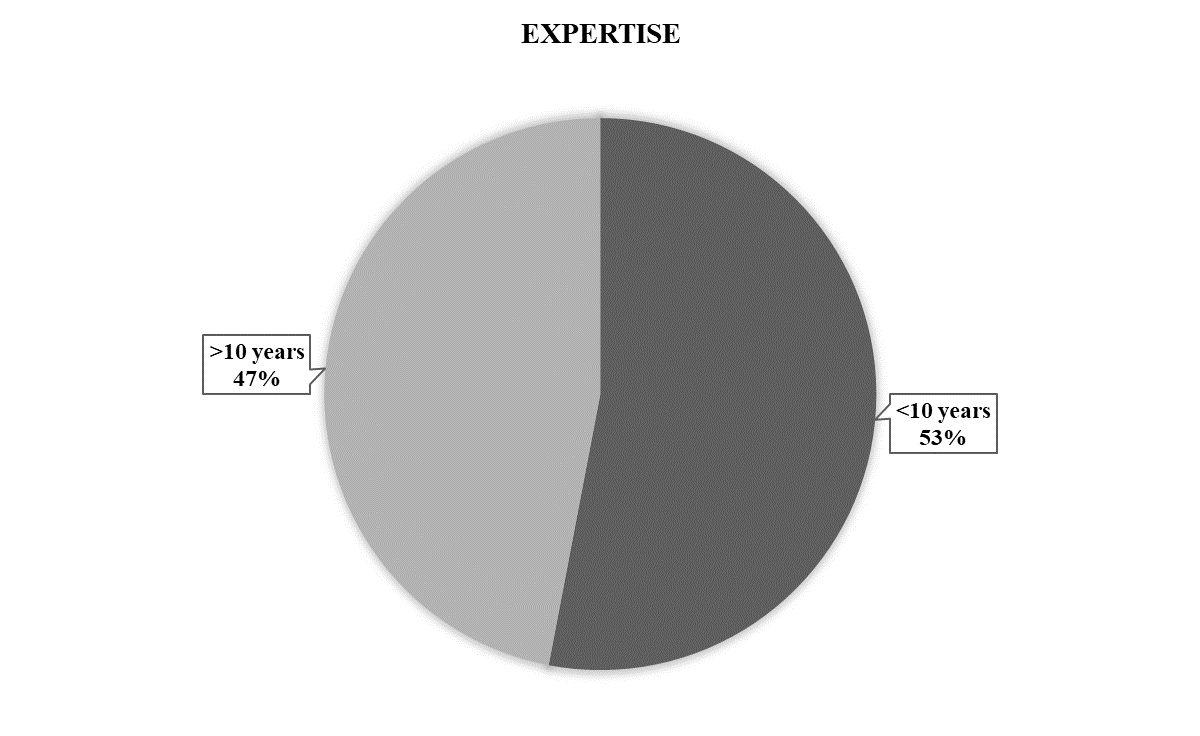 EXPERTISE
>10 years
47%
<10 years
53%